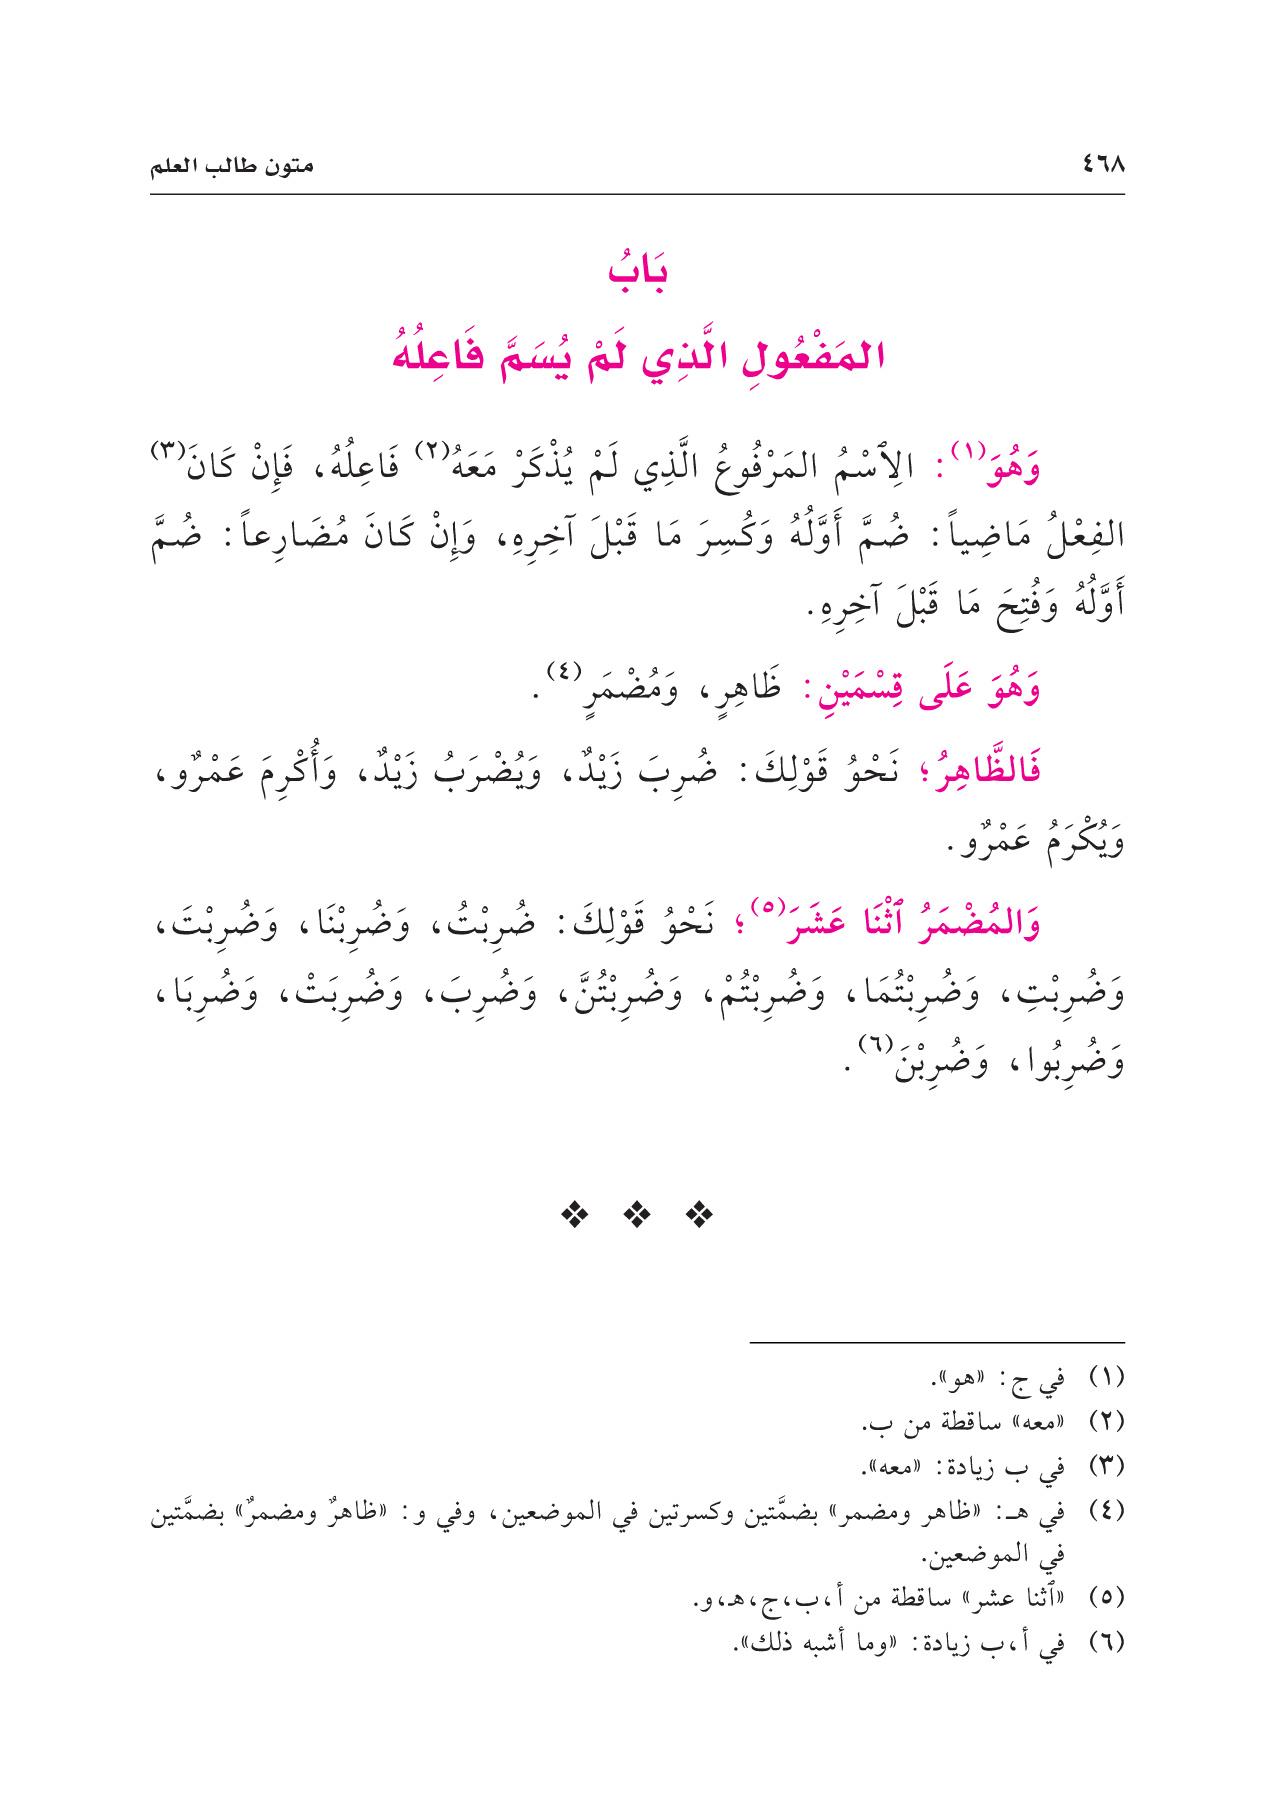 ٤٦٨ متون طالب العلم
بَابُ
المَفْعُولِ الَّذِي لَمْ يُسَمَّ فَاعِلُهُ
وَهُوَ(١): الِٱسْمُ المَرْفُوعُ الَّذِي لَمْ يُذْكَرْ مَعَهُ(٢) فَاعِلُهُ، فَإِنْ كَانَ(٣)
الفِعْلُ مَاضِياً: ضُمَّ أَوَّلُهُ وَكُسِرَ مَا قَبْلَ آخِرِهِ، وَإِنْ كَانَ مُضَارِعاً: ضُمَّ
أَوَّلُهُ وَفُتِحَ مَا قَبْلَ آخِرِهِ.
وَهُوَ عَلَى قِسْمَيْنِ: ظَاهِرٍ، وَمُضْمَرٍ(٤).
فَالظَّاهِرُ؛ نَحْوُ قَوْلِكَ: ضُرِبَ زَيْدٌ، وَيُضْرَبُ زَيْدٌ، وَأُكْرِمَ عَمْرٌو،
وَيُكْرَمُ عَمْرٌو.
وَالمُضْمَرُ ٱثْنَا عَشَرَ(٥)؛ نَحْوُ قَوْلِكَ: ضُرِبْتُ، وَضُرِبْنَا، وَضُرِبْتَ،
وَضُرِبْتِ، وَضُرِبْتُمَا، وَضُرِبْتُمْ، وَضُرِبْتُنَّ، وَضُرِبَ، وَضُرِبَتْ، وَضُرِبَا،
وَضُرِبُوا، وَضُرِبْنَ(٦).
(١) في ج: «هو».
(٢) «معه» ساقطة من ب.
(٣) في ب زيادة: «معه».
(٤) في هـ: «ظاهر ومضمر» بضمَّتين وكسرتين في الموضعين، وفي و: «ظاهرٌ ومضمرٌ» بضمَّتين
في الموضعين.
(٥) «ٱثنا عشر» ساقطة من أ،ب،ج،هـ،و.
(٦) في أ،ب زيادة: «وما أشبه ذلك».